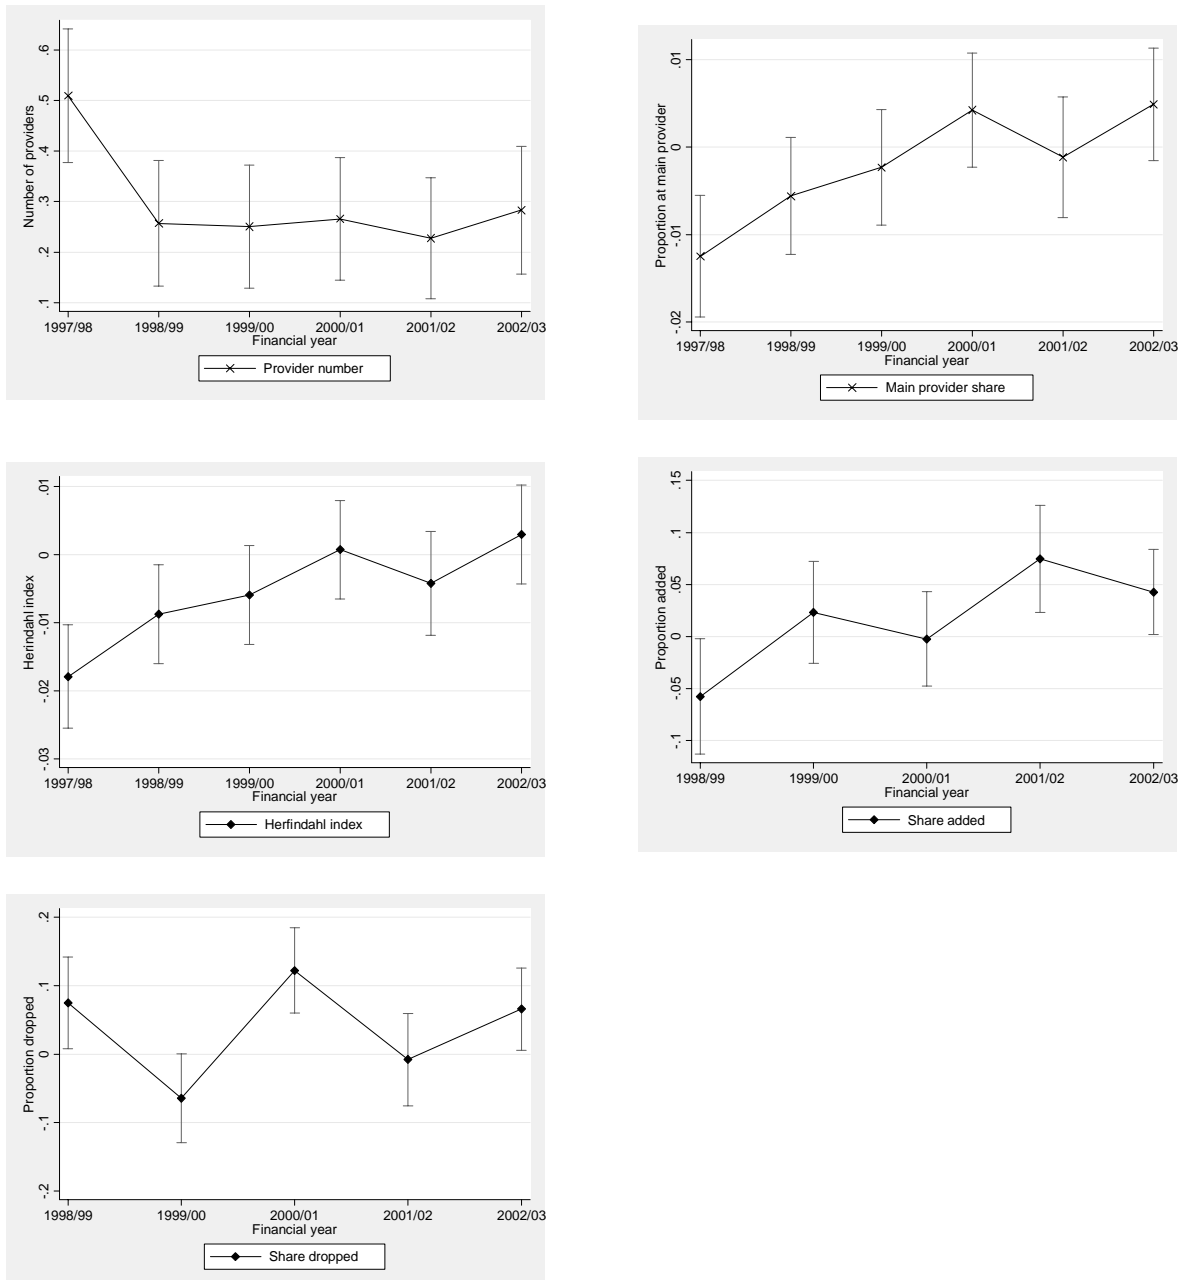 Number of providers
.6
.5
.4
.3
.2
.1
1997/98 1998/99 1999/00 2000/01 2001/02 2002/03
Financial year
Provider number
Proportion at main provider
.01
0
-.01
-.02
1997/98 1998/99 1999/00 2000/01 2001/02 2002/03
Financial year
Main provider share
Herindahl index
.01
0
-.01
-.02
-.03
1997/98 1998/99 1999/00 2000/01 2001/02 2002/03
Financial year
Herfindahl index
Proportion added
.15
.1
.05
0
-.05
-.1
1998/99 1999/00 2000/01 2001/02 2002/03
Financial year
Share added
Proportion dropped
.2
.1
0
-.1
-.2
1998/99 1999/00 2000/01 2001/02 2002/03
Financial year
Share dropped